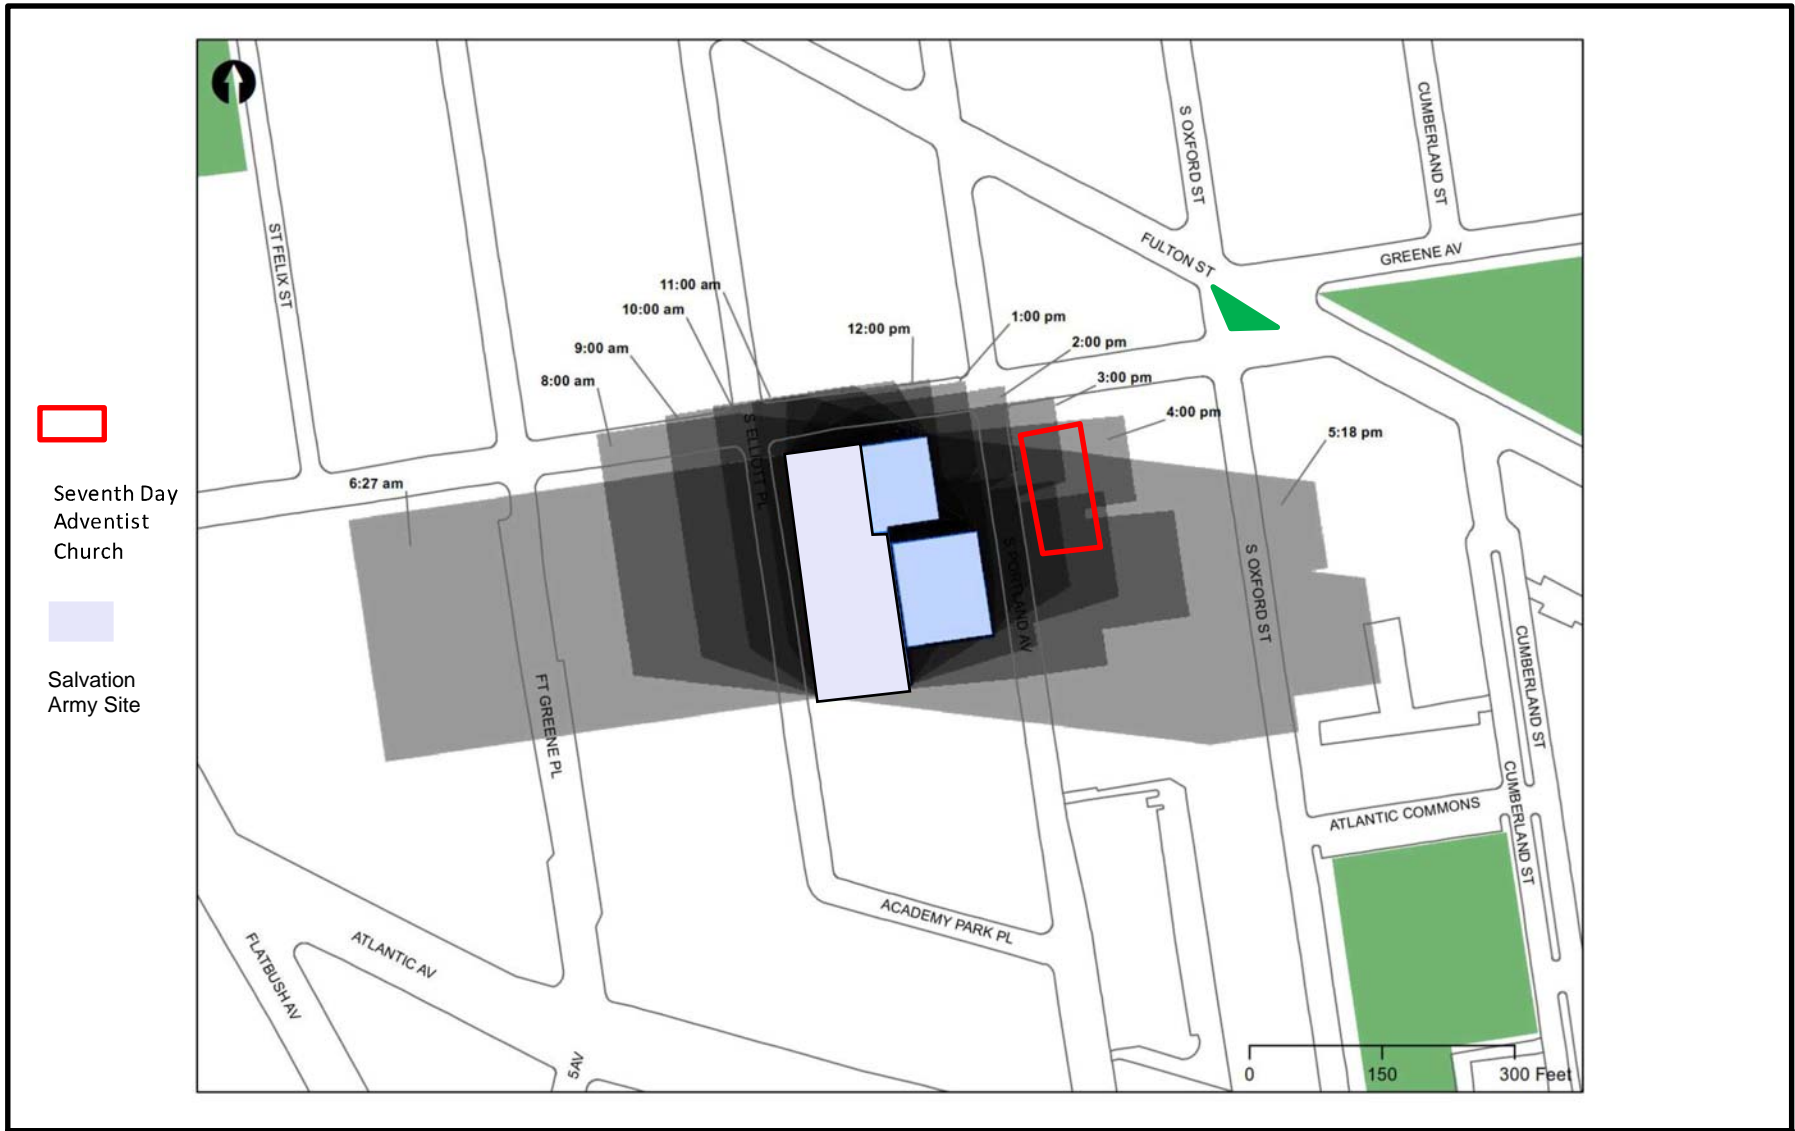 S OXFORD ST
CUMBERLAND ST
ST FELIX ST
FULTON ST
GREENE AV
11:00 am
10:00 am
9:00 am
8:00 am
12:00 pm
1:00 pm
2:00 pm
3:00 pm
4:00 pm
5:18 pm
6:27 am
S ELLIOTT PL
S PORTLAND AV
S OXFORD ST
Seventh Day
Adventist
Church
Salvation
Army Site
FT GREENE PL
CUMBERLAND ST
CUMBERLAND ST
ATLANTIC COMMONS
ACADEMY PARK PL
ATLANTIC AV
FLATBUSH AV
5AV
0
150
300 Feet